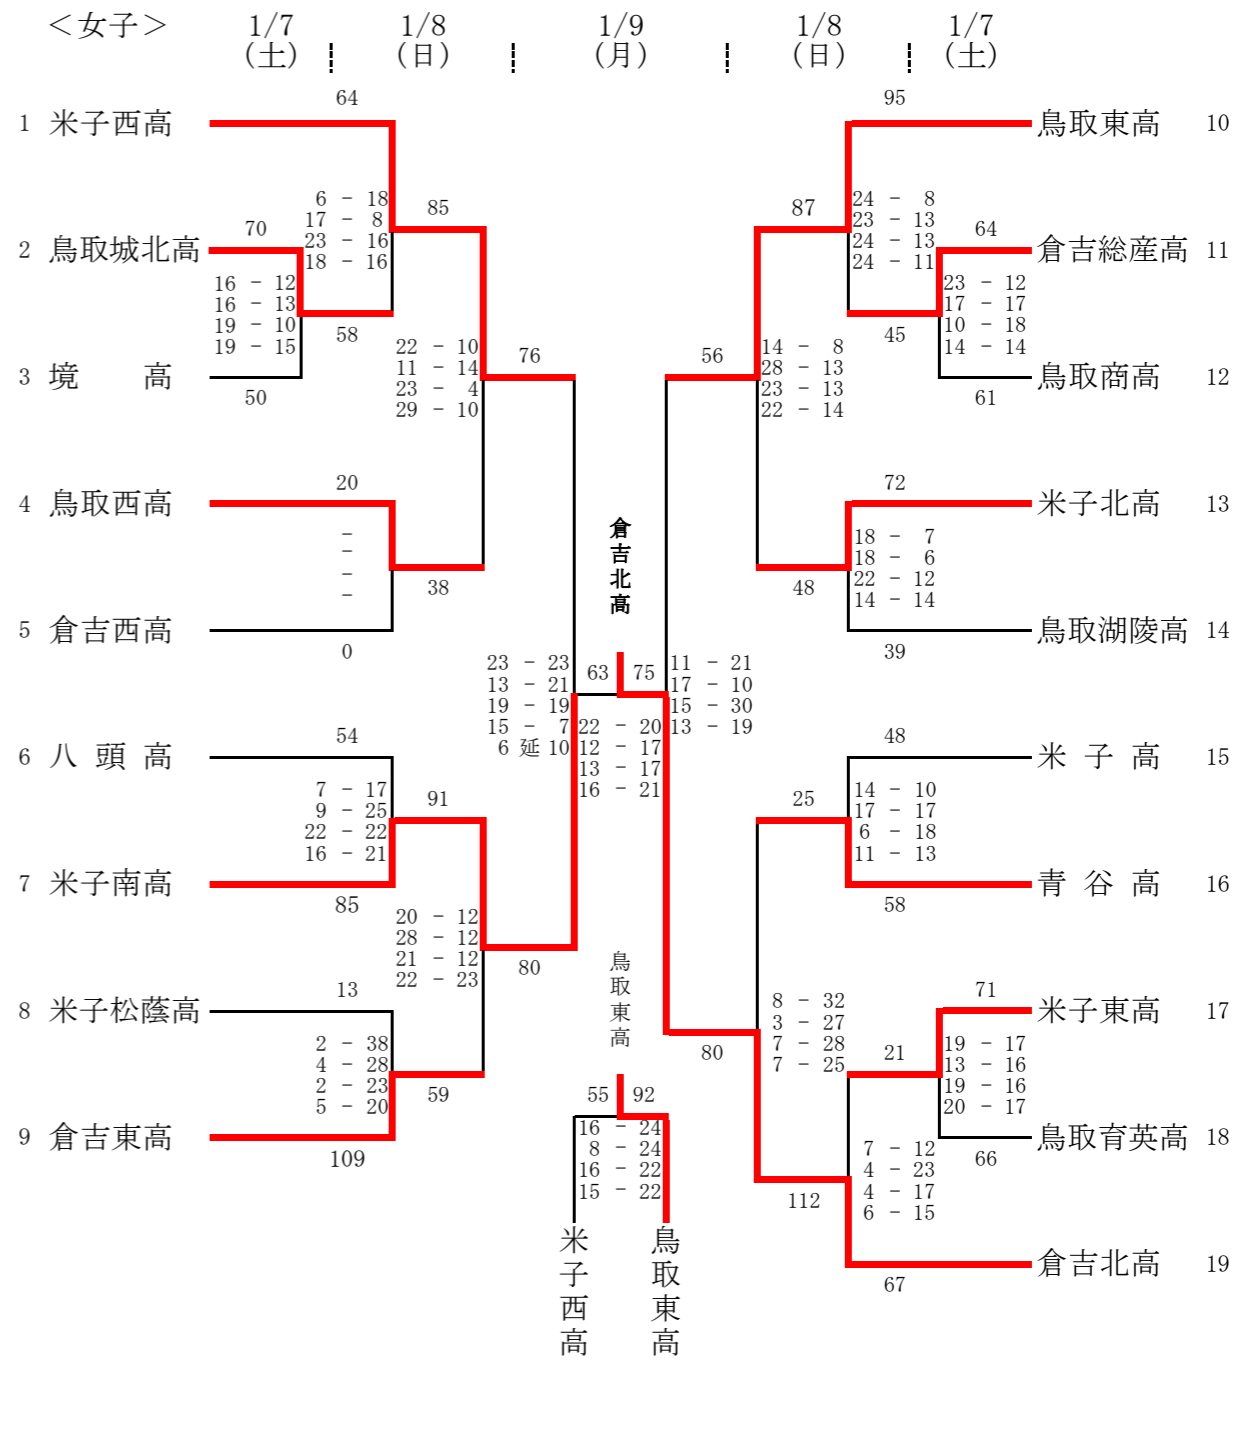 ＜女子＞ 1/7 1/8 1/9 1/8 1/7
(土) (日) (月) (日) (土)
64 95
1 米子西高 鳥取東高 10
6 - 18 24 - 8
17 - 8 23 - 13
23 - 16 24 - 13
18 - 16 24 - 11
85 87
70 64
2 鳥取城北高 倉吉総産高 11
16 - 12 23 - 12
16 - 13 17 - 17
19 - 10 10 - 18
19 - 15 14 - 14
58 45
22 - 10 14 - 8
11 - 14 28 - 13
23 - 4 23 - 13
29 - 10 22 - 14
76 56
3 境 高 鳥取商高 12
50 61
20 72
4 鳥取西高 米子北高 13
- 18 - 7
- 18 - 6
- 22 - 12
- 14 - 14
倉吉北高
38 48
5 倉吉西高 鳥取湖陵高 14
0 39
23 - 23 11 - 21
13 - 21 17 - 10
19 - 19 15 - 30
15 - 7 13 - 19
6 延 10
63 75
22 - 20
12 - 17
13 - 17
16 - 21
54 48
6 八頭高 米子高 15
7 - 17 14 - 10
9 - 25 17 - 17
22 - 22 6 - 18
16 - 21 11 - 13
91 25
7 米子南高 青谷高 16
85 58
20 - 12
28 - 12
21 - 12
22 - 23
80 80
鳥取東高
13 71
8 米子松蔭高 米子東高 17
8 - 32
3 - 27
7 - 28
7 - 25
2 - 38 19 - 17
4 - 28 13 - 16
2 - 23 19 - 16
5 - 20 20 - 17
59 21
55 92
16 - 24
8 - 24
16 - 22
15 - 22
9 倉吉東高 鳥取育英高 18
109 66
7 - 12
4 - 23
4 - 17
6 - 15
112
米子西高 鳥取東高
倉吉北高 19
67